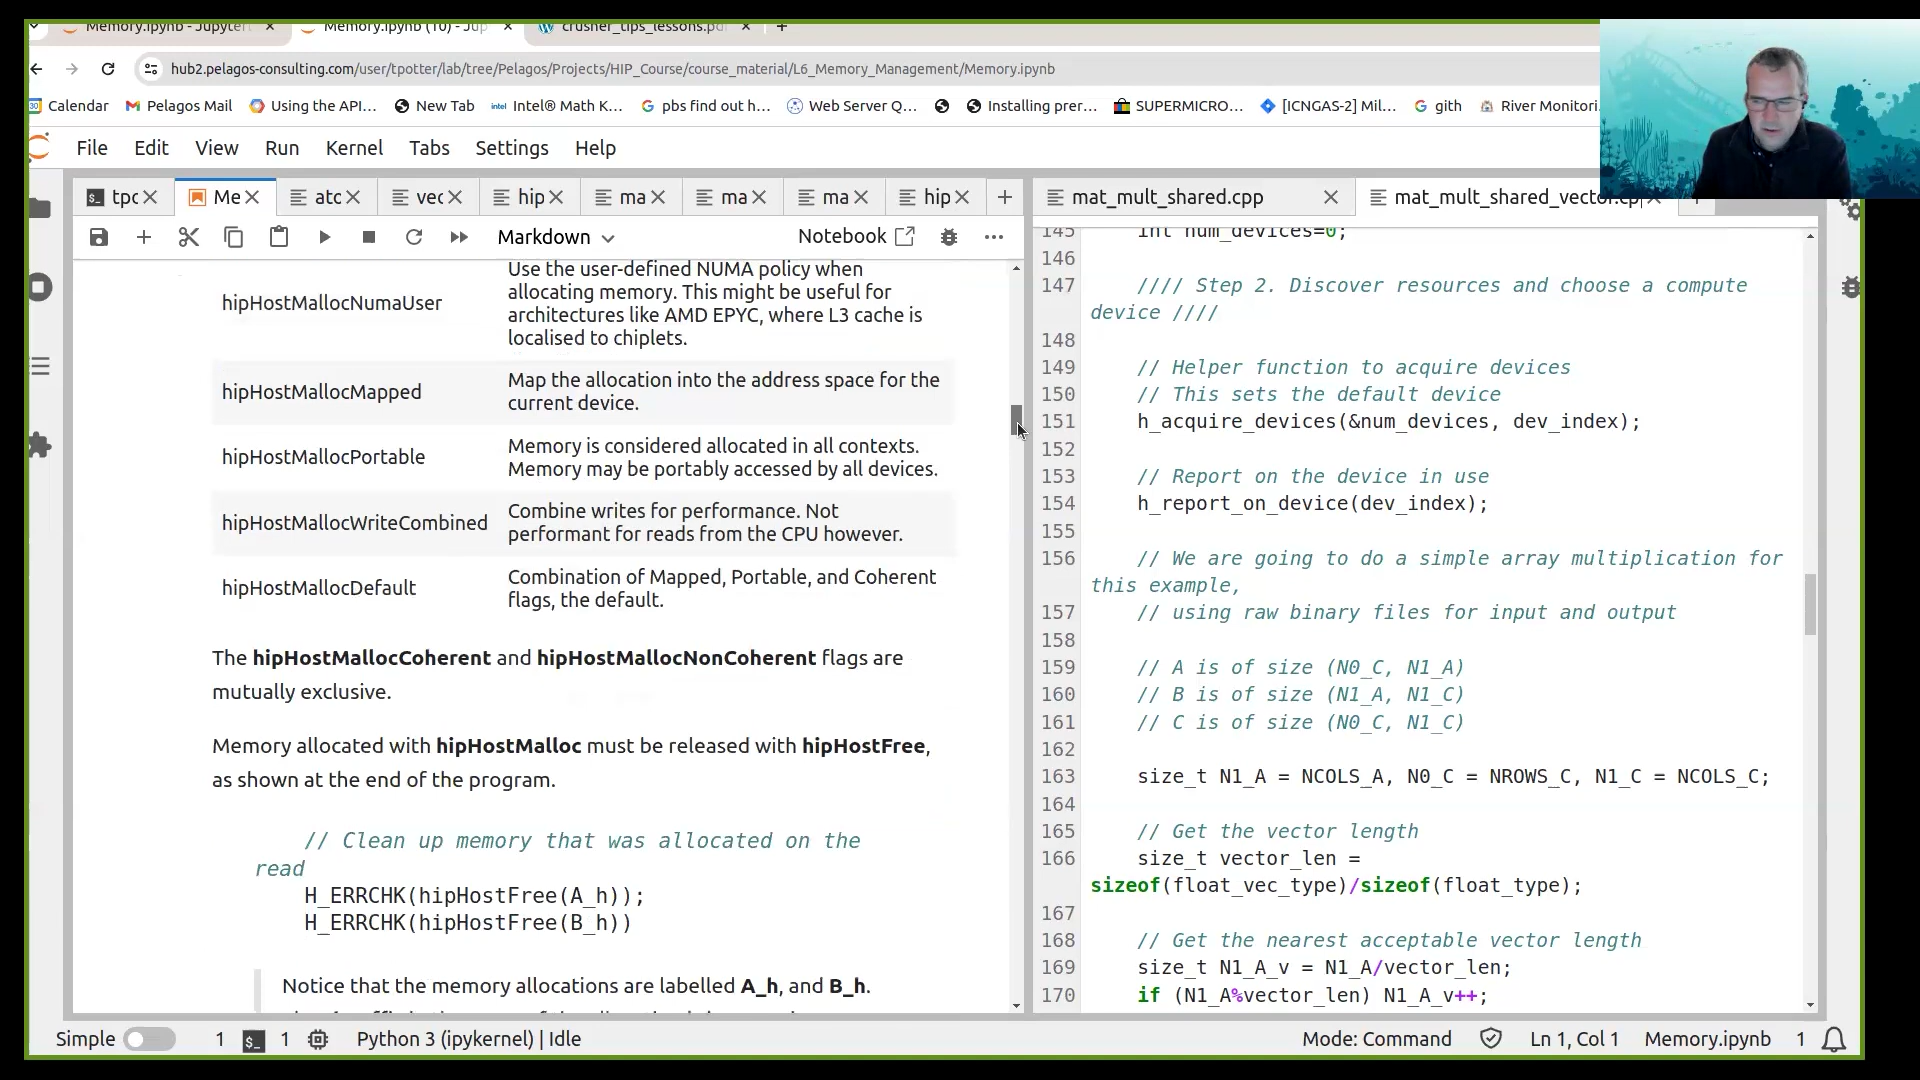 Memory.ipynb - Jupyter
Memory.ipynb (10) - Jup
crusher_tips_lessons.pdf
hub2.pelagos-consulting.com/user/tpotter/lab/tree/Pelagos/Projects/HIP_Course/course_material/L6_Memory_Management/Memory.ipynb
Calendar
Pelagos Mail
Using the API...
New Tab
Intel® Math K...
pbs find out h...
Web Server Q...
Installing prer...
SUPERMICRO...
[ICNGAS-2] Mil...
gith
River Monitori
File Edit View Run Kernel Tabs Settings Help
tpc Me atc vec hip ma ma ma hip
Markdown
Notebook
Use the user-defined NUMA policy when
allocating memory. This might be useful for
hipHostMallocNumaUser
architectures like AMD EPYC, where L3 cache is
localised to chiplets.
hipHostMallocMapped
Map the allocation into the address space for the
current device.
hipHostMallocPortable
Memory is considered allocated in all contexts.
Memory may be portably accessed by all devices.
hipHostMallocWriteCombined
Combine writes for performance. Not
performant for reads from the CPU however.
hipHostMallocDefault
Combination of Mapped, Portable, and Coherent
flags, the default.
The hipHostMallocCoherent and hipHostMallocNonCoherent flags are
mutually exclusive.
Memory allocated with hipHostMalloc must be released with hipHostFree,
as shown at the end of the program.
// Clean up memory that was allocated on the
read
H_ERRCHK(hipHostFree(A_h));
H_ERRCHK(hipHostFree(B_h))
Notice that the memory allocations are labelled A_h, and B_h.
mat_mult_shared.cpp
mat_mult_shared_vector.cp
145 int num_devices=0;
146
147 //// Step 2. Discover resources and choose a compute
device ////
148
149 // Helper function to acquire devices
150 // This sets the default device
151 h_acquire_devices(&num_devices, dev_index);
152
153 // Report on the device in use
154 h_report_on_device(dev_index);
155
156 // We are going to do a simple array multiplication for
this example,
157 // using raw binary files for input and output
158
159 // A is of size (N0_C, N1_A)
160 // B is of size (N1_A, N1_C)
161 // C is of size (N0_C, N1_C)
162
163 size_t N1_A = NCOLS_A, N0_C = NROWS_C, N1_C = NCOLS_C;
164
165 // Get the vector length
166 size_t vector_len =
sizeof(float_vec_type)/sizeof(float_type);
167
168 // Get the nearest acceptable vector length
169 size_t N1_A_v = N1_A/vector_len;
170 if (N1_A%vector_len) N1_A_v++;
Simple 1 1 Python 3 (ipykernel) | Idle
Mode: Command Ln 1, Col 1 Memory.ipynb 1